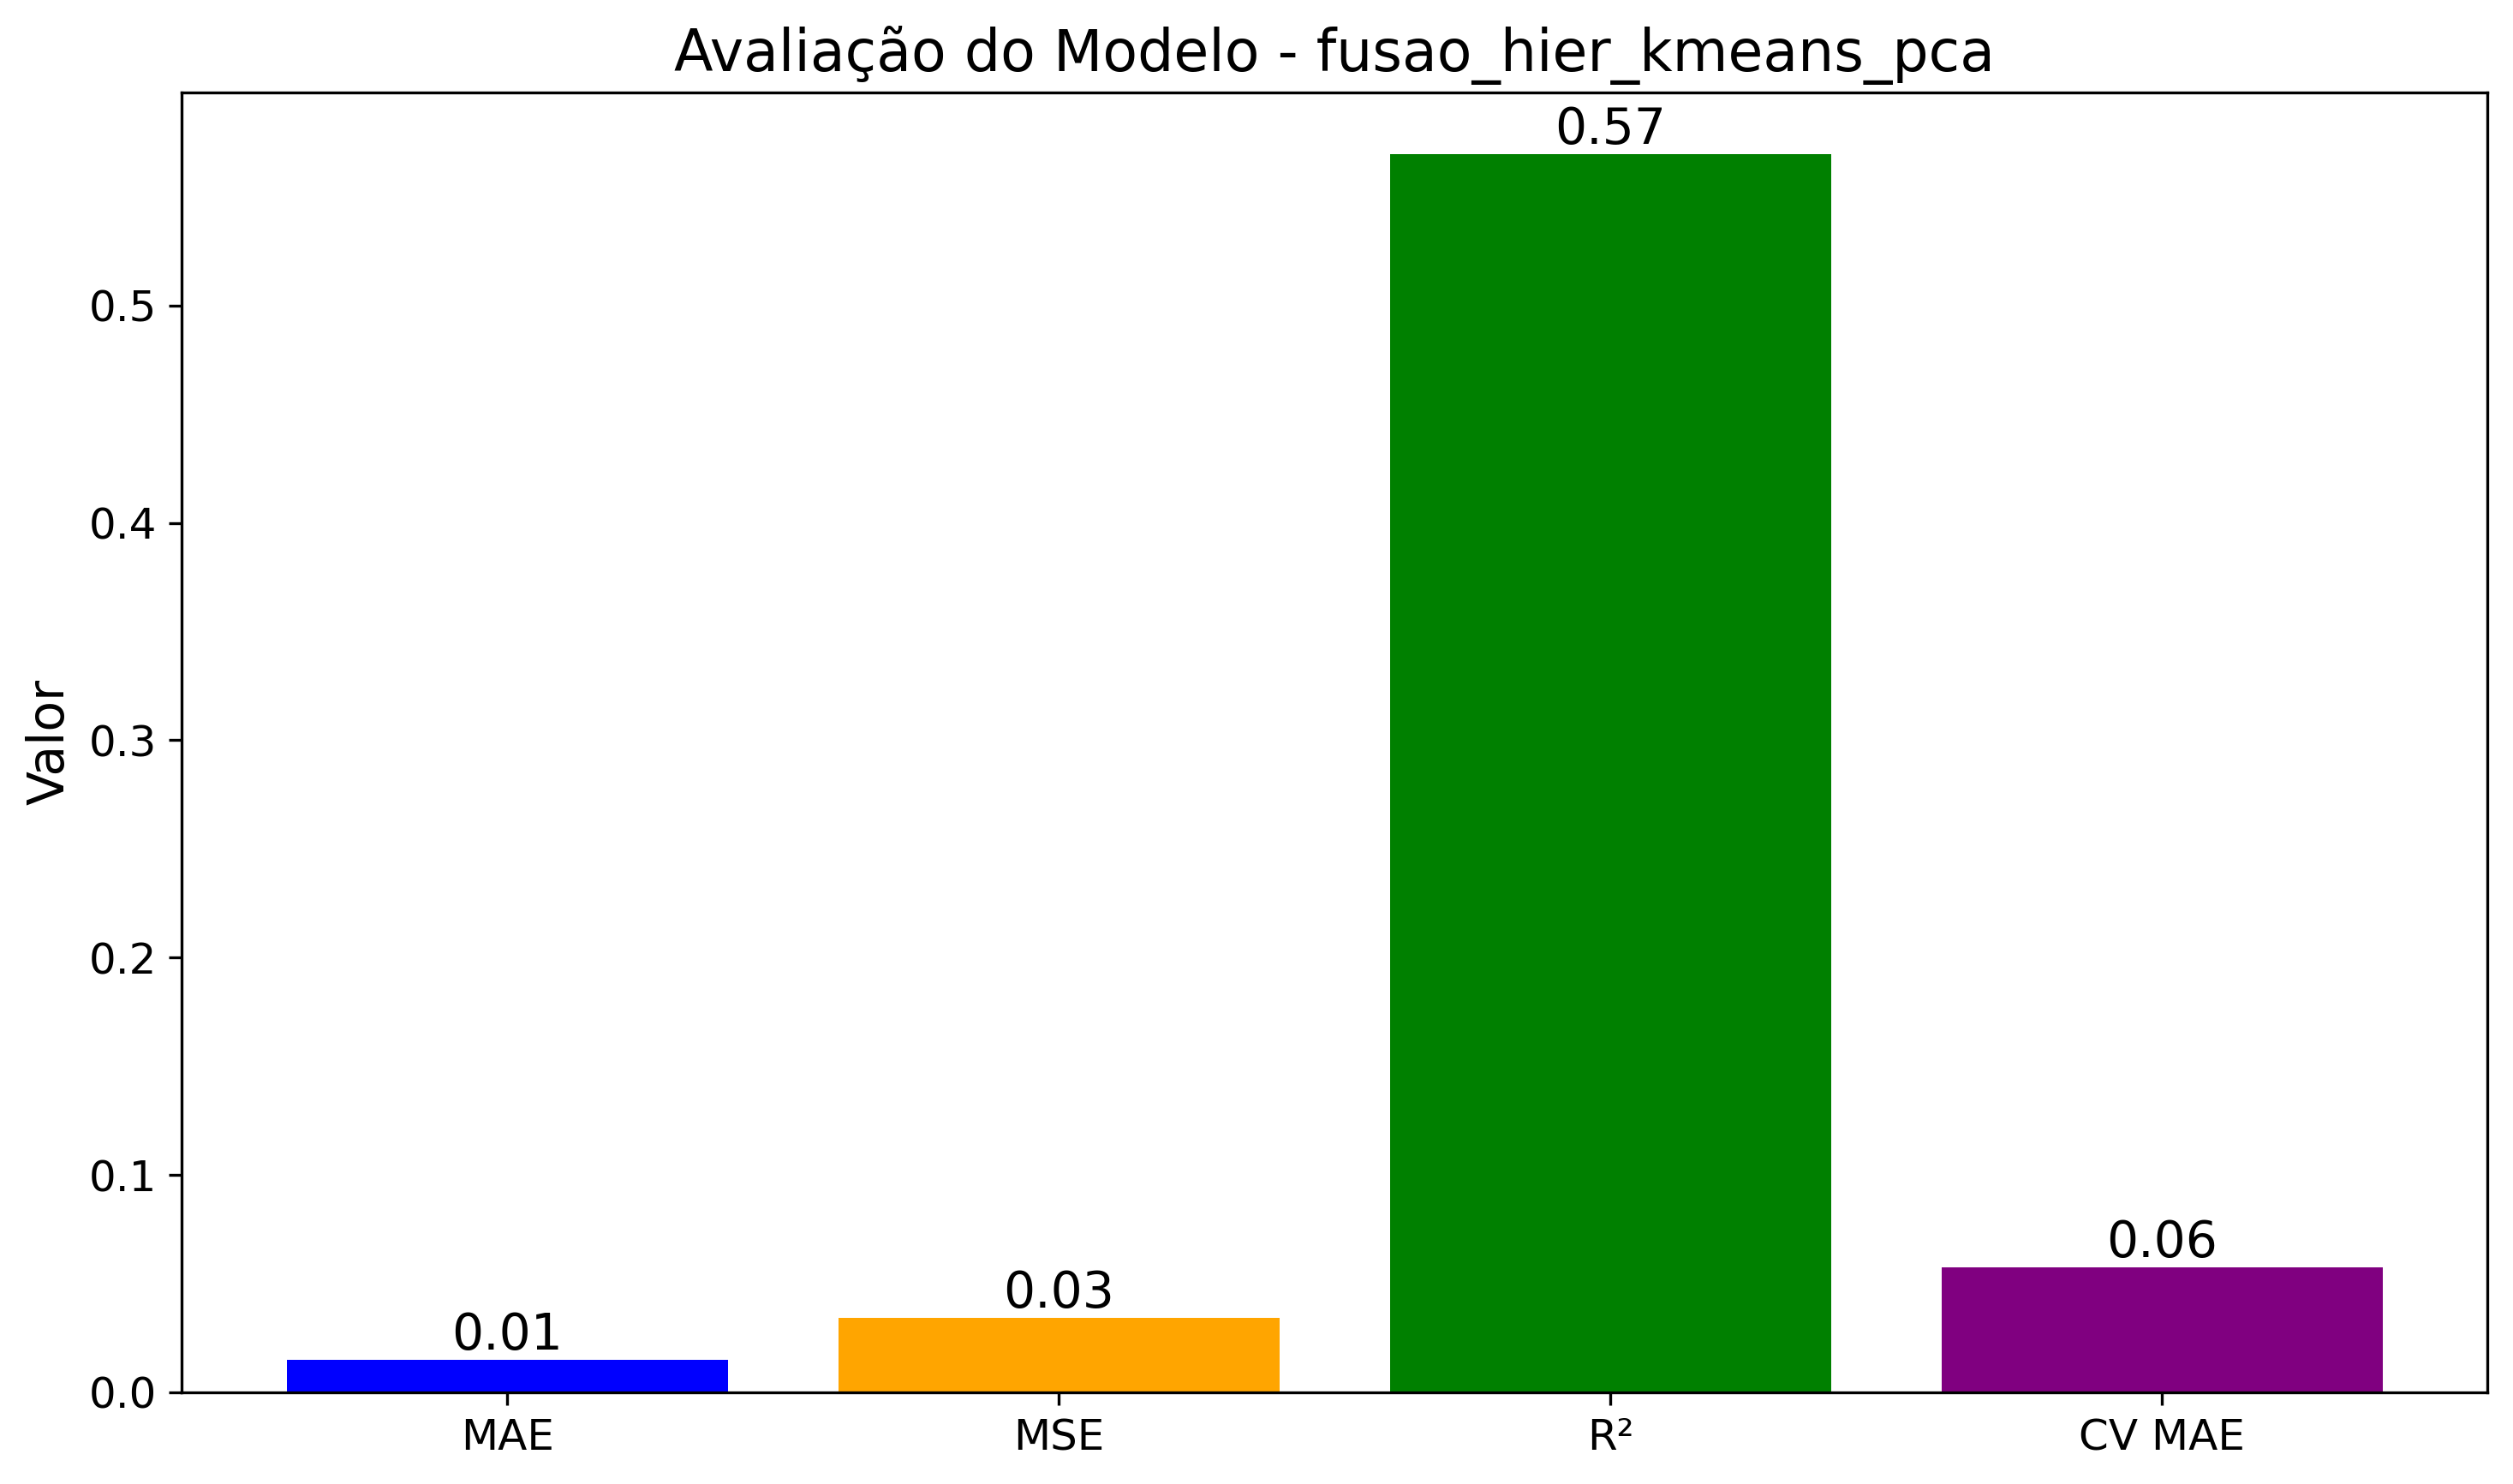 Avaliação do Modelo - fusao_hier_kmeans_pca
0.57
0.5
0.4
0.3
Valor
0.2
0.1
0.06
0.03
0.01
0.0
MAE
MSE
R²
CV MAE